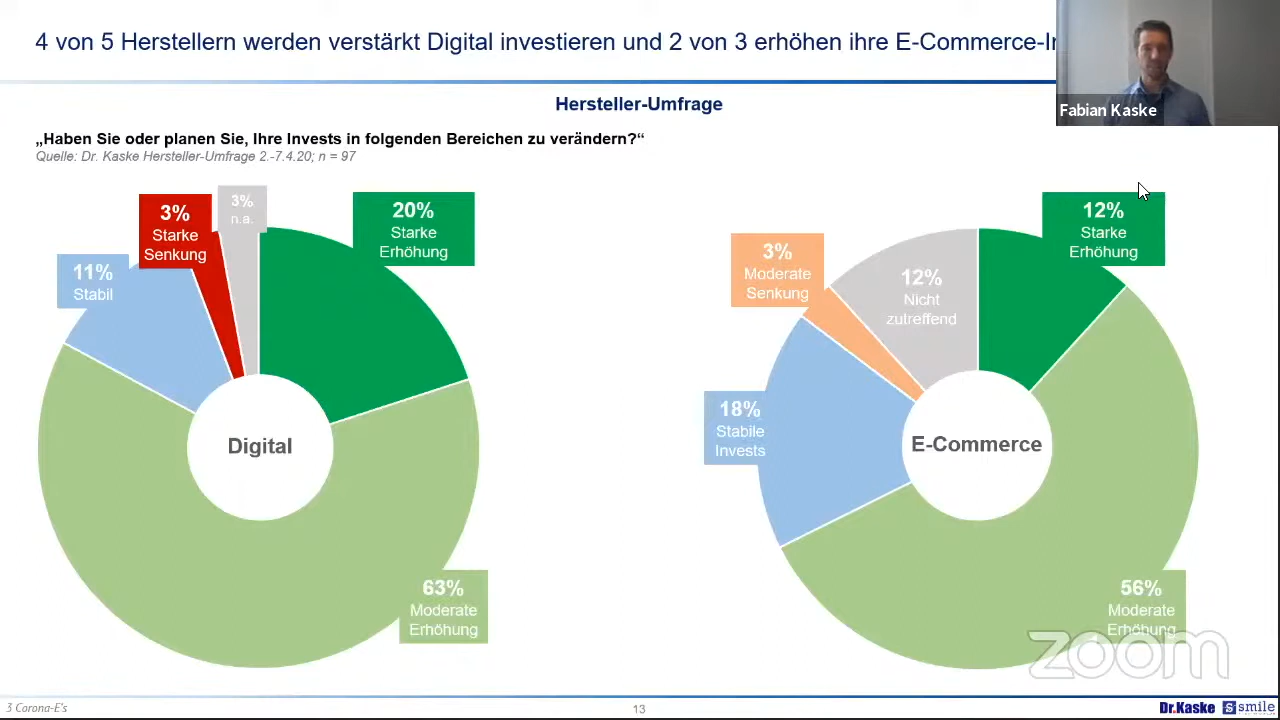 4 von 5 Herstellern werden verstärkt Digital investieren und 2 von 3 erhöhen ihre E-Commerce-
Fabian Kaske
Hersteller-Umfrage
„Haben Sie oder planen Sie, Ihre Invests in folgenden Bereichen zu verändern?“
Quelle: Dr. Kaske Hersteller-Umfrage 2.-7.4.20; n = 97
3%
n.a.
3%
Starke
Senkung
20%
Starke
Erhöhung
11%
Stabil
Digital
63%
Moderate
Erhöhung
12%
Starke
Erhöhung
3%
Moderate
Senkung
12%
Nicht
zutreffend
18%
Stabile
Invests
E-Commerce
56%
Moderate
Erhöhung
zoom
3 Corona-E's
13
Dr.Kaske
smile